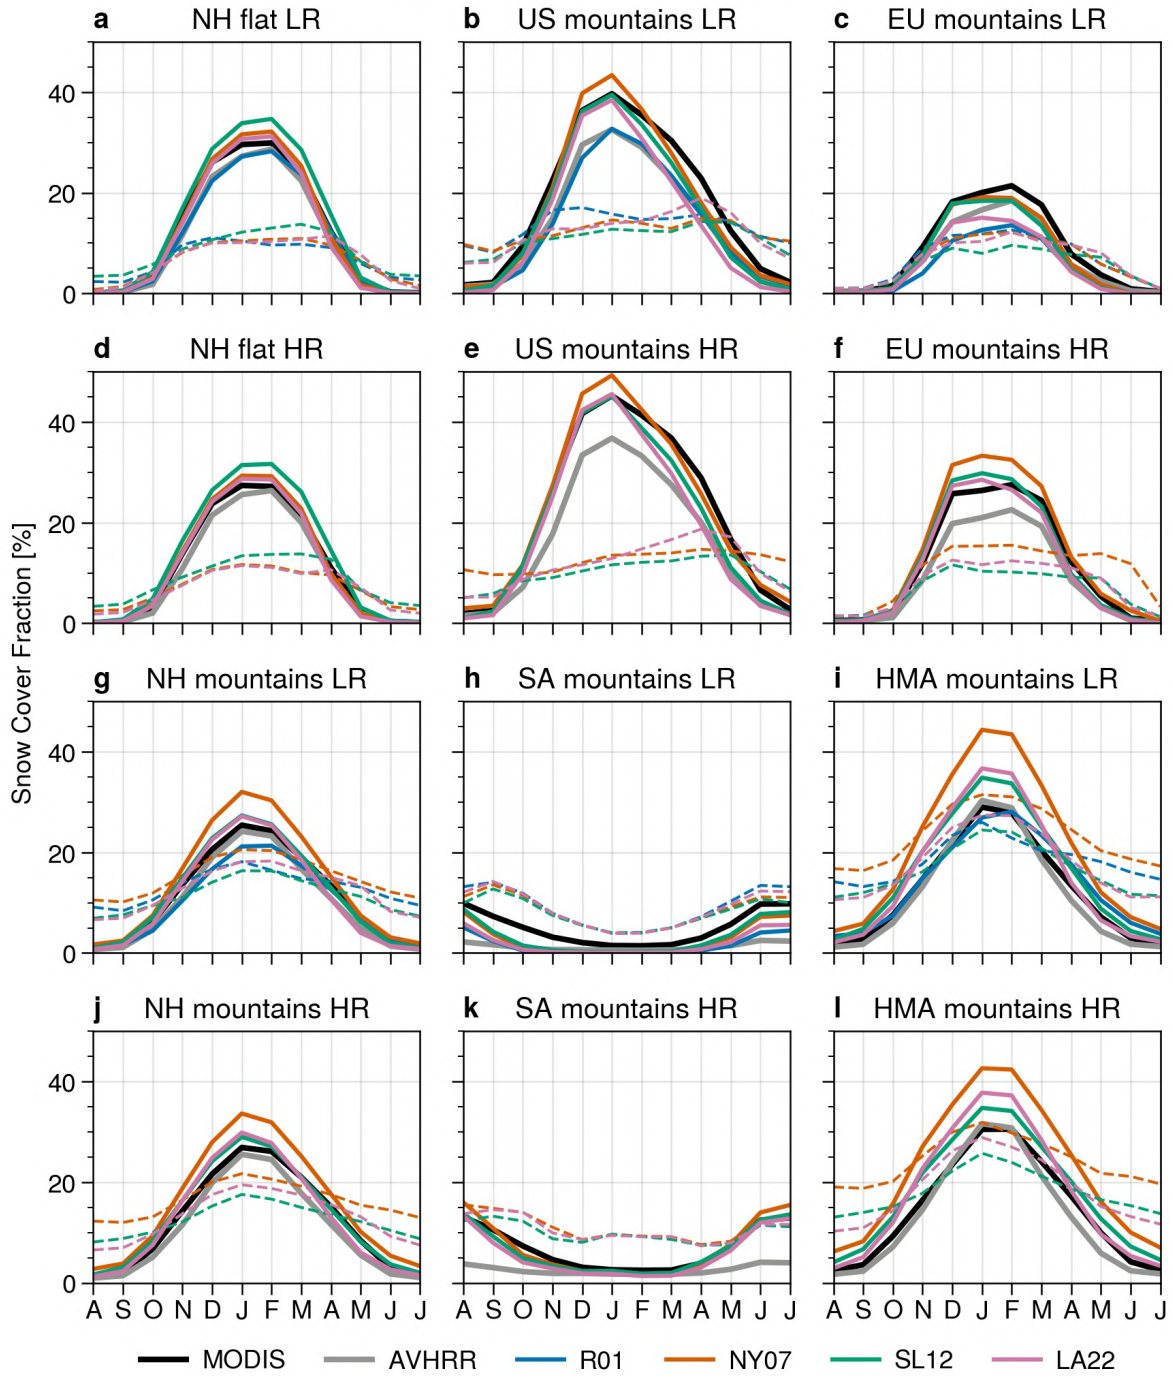 a NH flat LR
b US mountains LR
c EU mountains LR
40
20
0
d NH flat HR
e US mountains HR
f EU mountains HR
40
20
0
Snow Cover Fraction [%]
g NH mountains LR
h SA mountains LR
i HMA mountains LR
40
20
0
j NH mountains HR
k SA mountains HR
l HMA mountains HR
40
20
0
A S O N D J F M A M J J
A S O N D J F M A M J J
A S O N D J F M A M J J
MODIS AVHRR R01 NY07 SL12 LA22